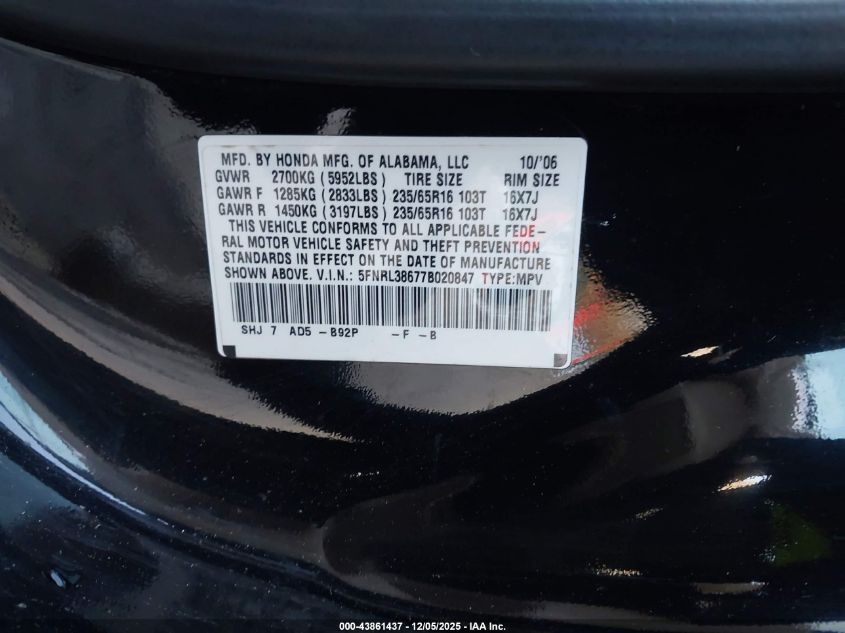 MFD. BY HONDA MFG. OF ALABAMA, LLC 10/'06
GVWR 2700KG (5952LBS) TIRE SIZE RIM SIZE
GAWR F 1285KG (2833LBS) 235/65R16 103T 16X7J
GAWR R 1450KG (3197LBS) 235/65R16 103T 16X7J
THIS VEHICLE CONFORMS TO ALL APPLICABLE FEDE-
RAL MOTOR VEHICLE SAFETY AND THEFT PREVENTION
STANDARDS IN EFFECT ON THE DATE OF MANUFACTURE
SHOWN ABOVE. V.I.N.: 5FNRL38677B020847 TYPE:MPV
SHJ 7 AD5 -B92P -F -B
000-43861437 - 12/05/2025 - IAA Inc.